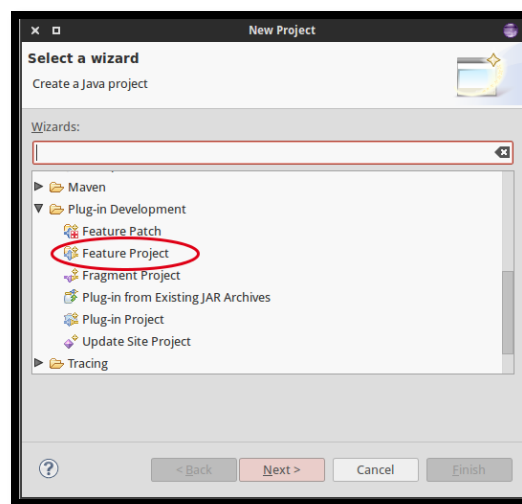 New Project
Select a wizard
Create a Java project
Wizards:
Maven
Plug-in Development
Feature Patch
Feature Project
Fragment Project
Plug-in from Existing JAR Archives
Plug-in Project
Update Site Project
Tracing
< Back Next > Cancel Finish